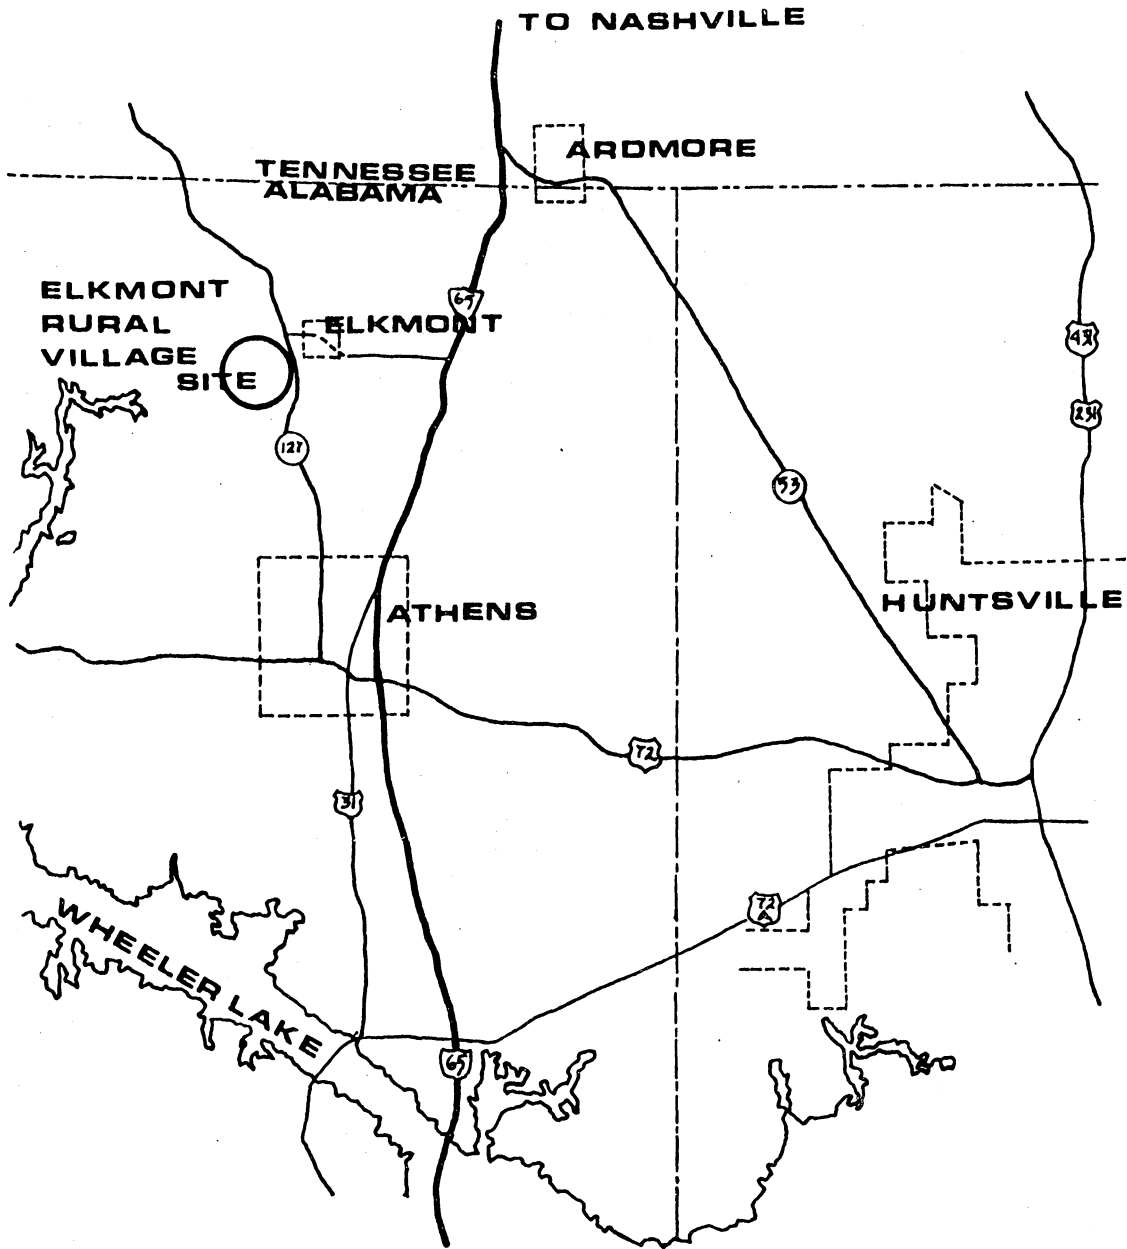 TO NASHVILLE
ARDMORE
TENNESSEE
ALABAMA
ELKMONT
RURAL
VILLAGE
SITE
65
ELKMONT
431
231
127
53
HUNTSVILLE
ATHENS
72
31
72
A
WHEELER LAKE
65